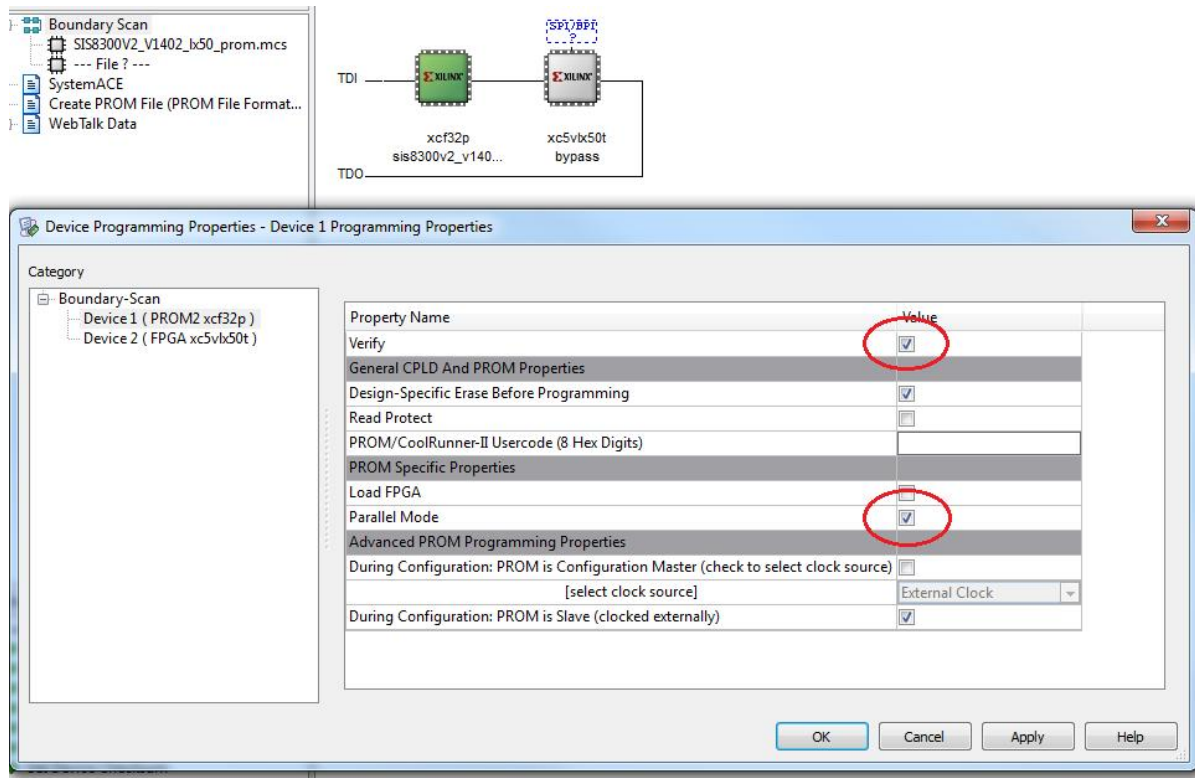 Boundary Scan
SIS8300V2_V1402_lx50_prom.mcs
--- File ? ---
SystemACE
Create PROM File (PROM File Format...
WebTalk Data
SPI/BPI
?
TDI
XILINX
XILINX
xcf32p
xc5vlx50t
sis8300v2_v140...
bypass
TDO
Device Programming Properties - Device 1 Programming Properties
Category
Boundary-Scan
Device 1 ( PROM2 xcf32p )
Device 2 ( FPGA xc5vlx50t )
Property Name Value
Verify
General CPLD And PROM Properties
Design-Specific Erase Before Programming
Read Protect
PROM/CoolRunner-II Usercode (8 Hex Digits)
PROM Specific Properties
Load FPGA
Parallel Mode
Advanced PROM Programming Properties
During Configuration: PROM is Configuration Master (check to select clock source)
[select clock source] External Clock
During Configuration: PROM is Slave (clocked externally)
OK Cancel Apply Help